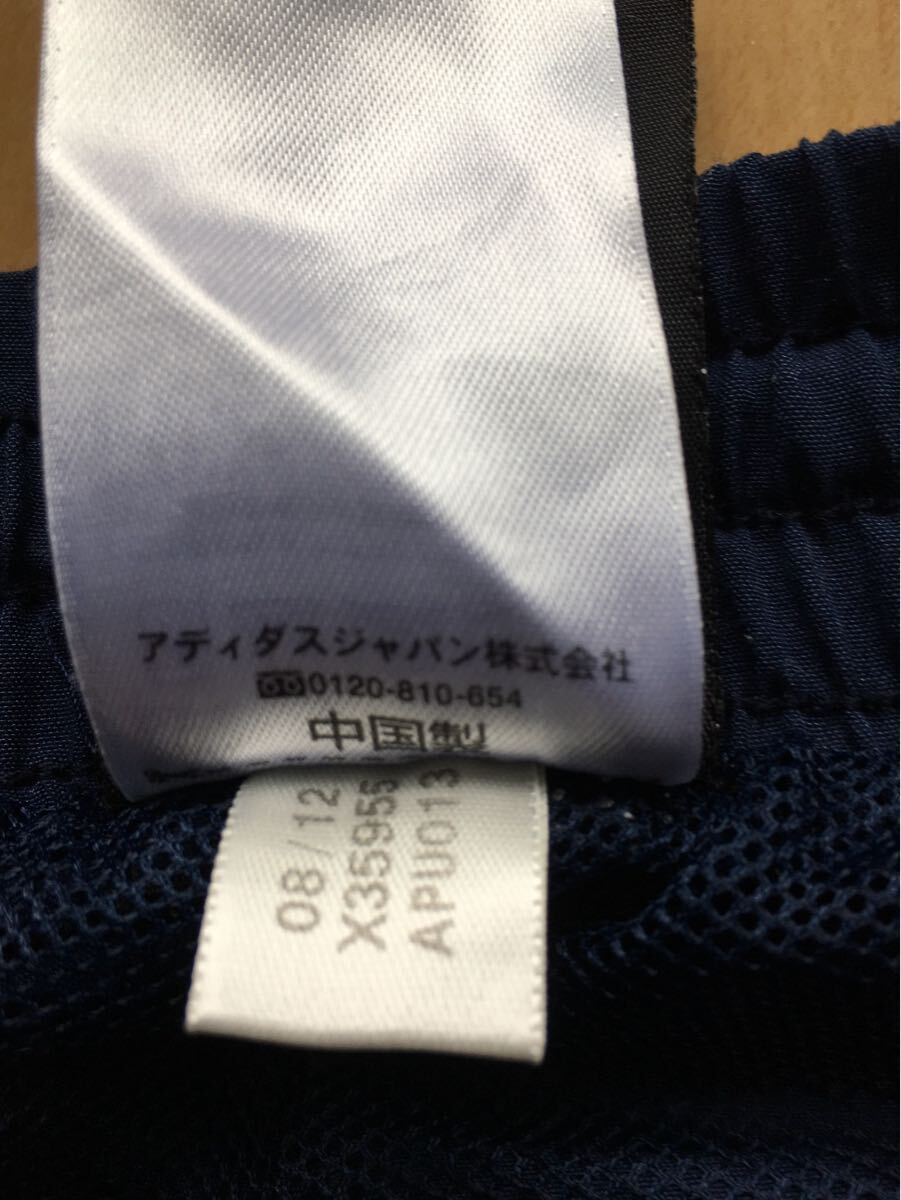 アディダスジャパン株式会社
0120-810-654
中国製
08/12
X35955
APU013